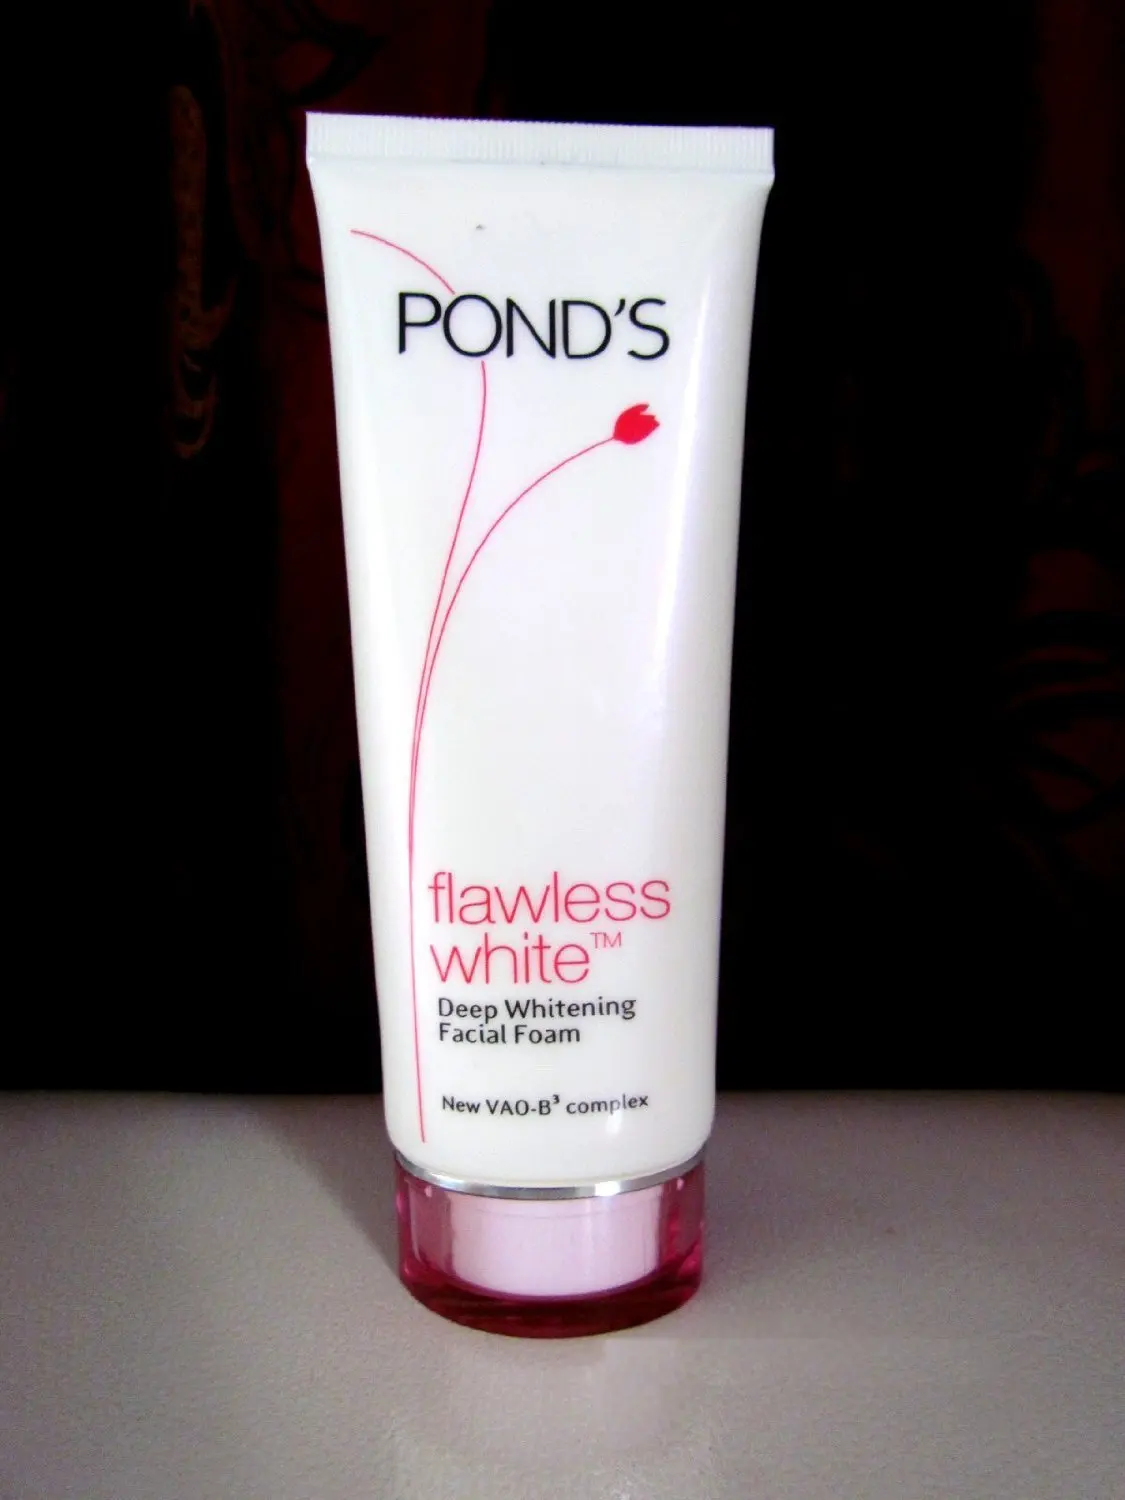 POND'S
flawless
white™
Deep Whitening
Facial Foam
New VAO-B³ complex